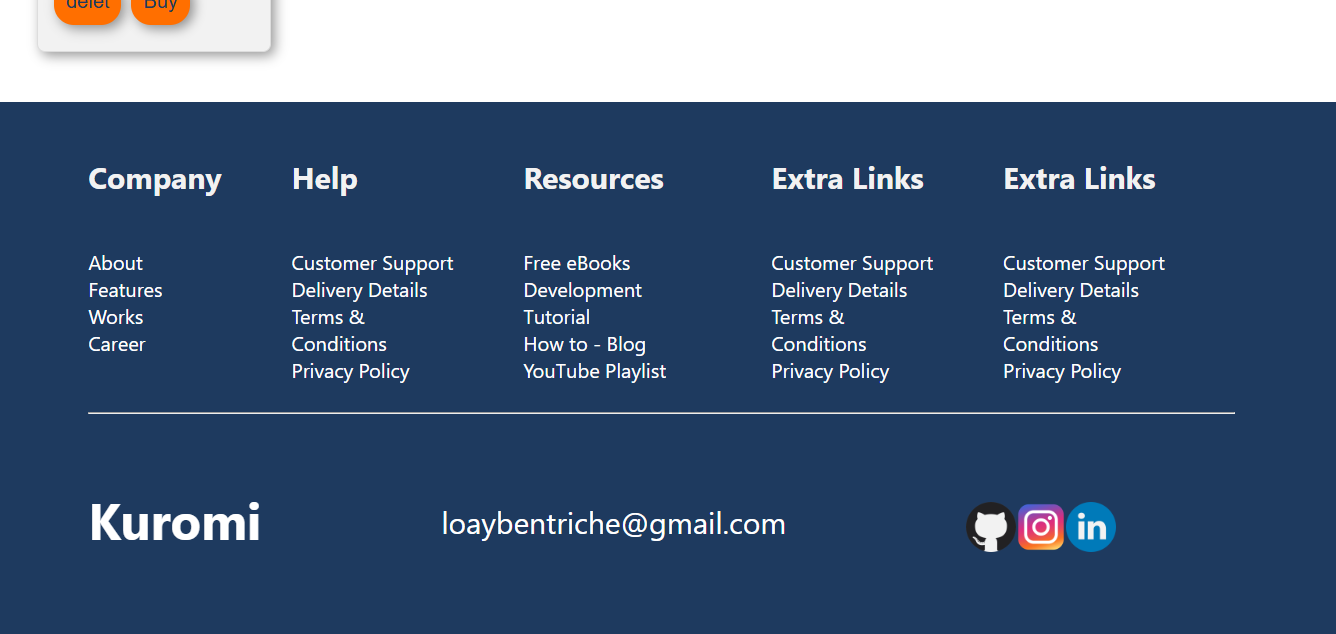 delet Buy
Company
About
Features
Works
Career
Help
Customer Support
Delivery Details
Terms &
Conditions
Privacy Policy
Resources
Free eBooks
Development
Tutorial
How to - Blog
YouTube Playlist
Extra Links
Customer Support
Delivery Details
Terms &
Conditions
Privacy Policy
Extra Links
Customer Support
Delivery Details
Terms &
Conditions
Privacy Policy
Kuromi
loaybentriche@gmail.com
in